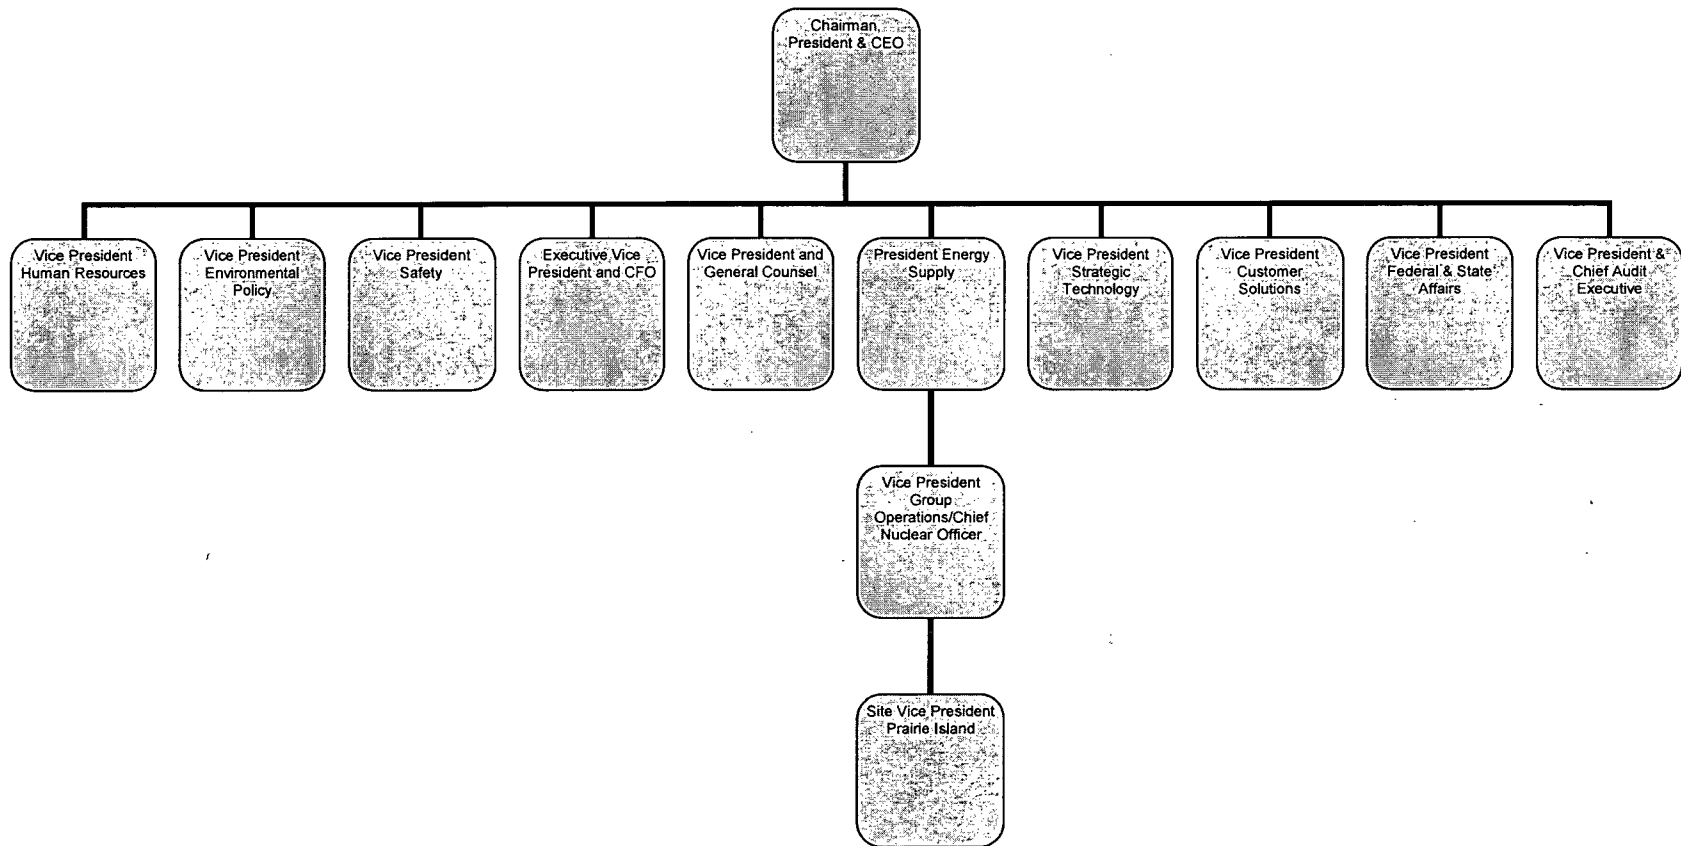 Chairman,
President & CEO
Vice President
Human Resources
Vice President
Environmental
Policy
Vice President
Safety
Executive Vice
President and CFO
Vice President and
General Counsel
President Energy
Supply
Vice President
Strategic
Technology
Vice President
Customer
Solutions
Vice President
Federal & State
Affairs
Vice President &
Chief Audit
Executive
Vice President
Group
Operations/Chief
Nuclear Officer
Site Vice President
Prairie Island